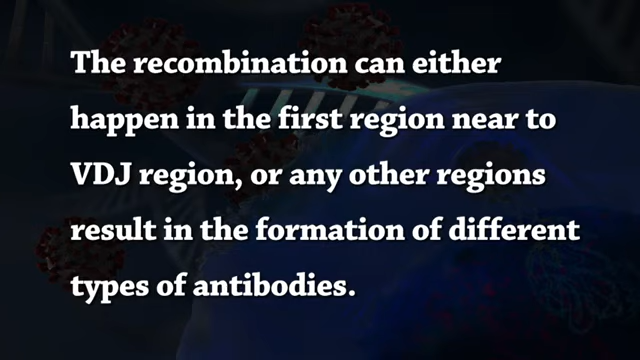 The recombination can either
happen in the first region near to
VDJ region, or any other regions
result in the formation of different
types of antibodies.